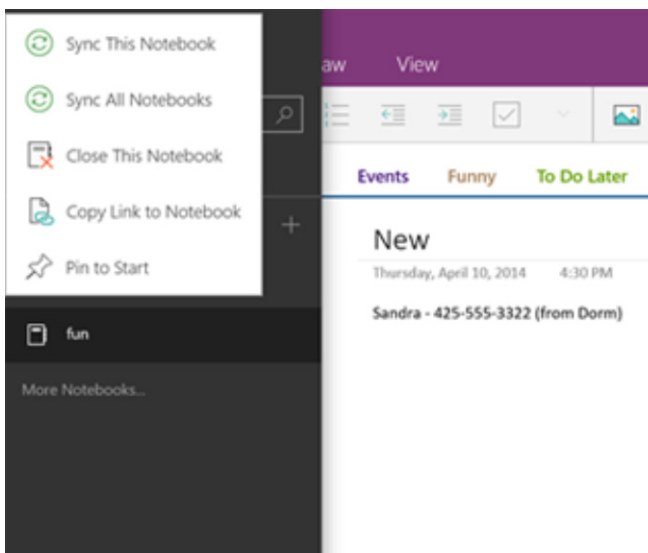 Sync This Notebook
Sync All Notebooks
Close This Notebook
Copy Link to Notebook
Pin to Start
fun
More Notebooks...
aw View
Events Funny To Do Later
New
Thursday, April 10, 2014 4:30 PM
Sandra - 425-555-3322 (from Dorm)